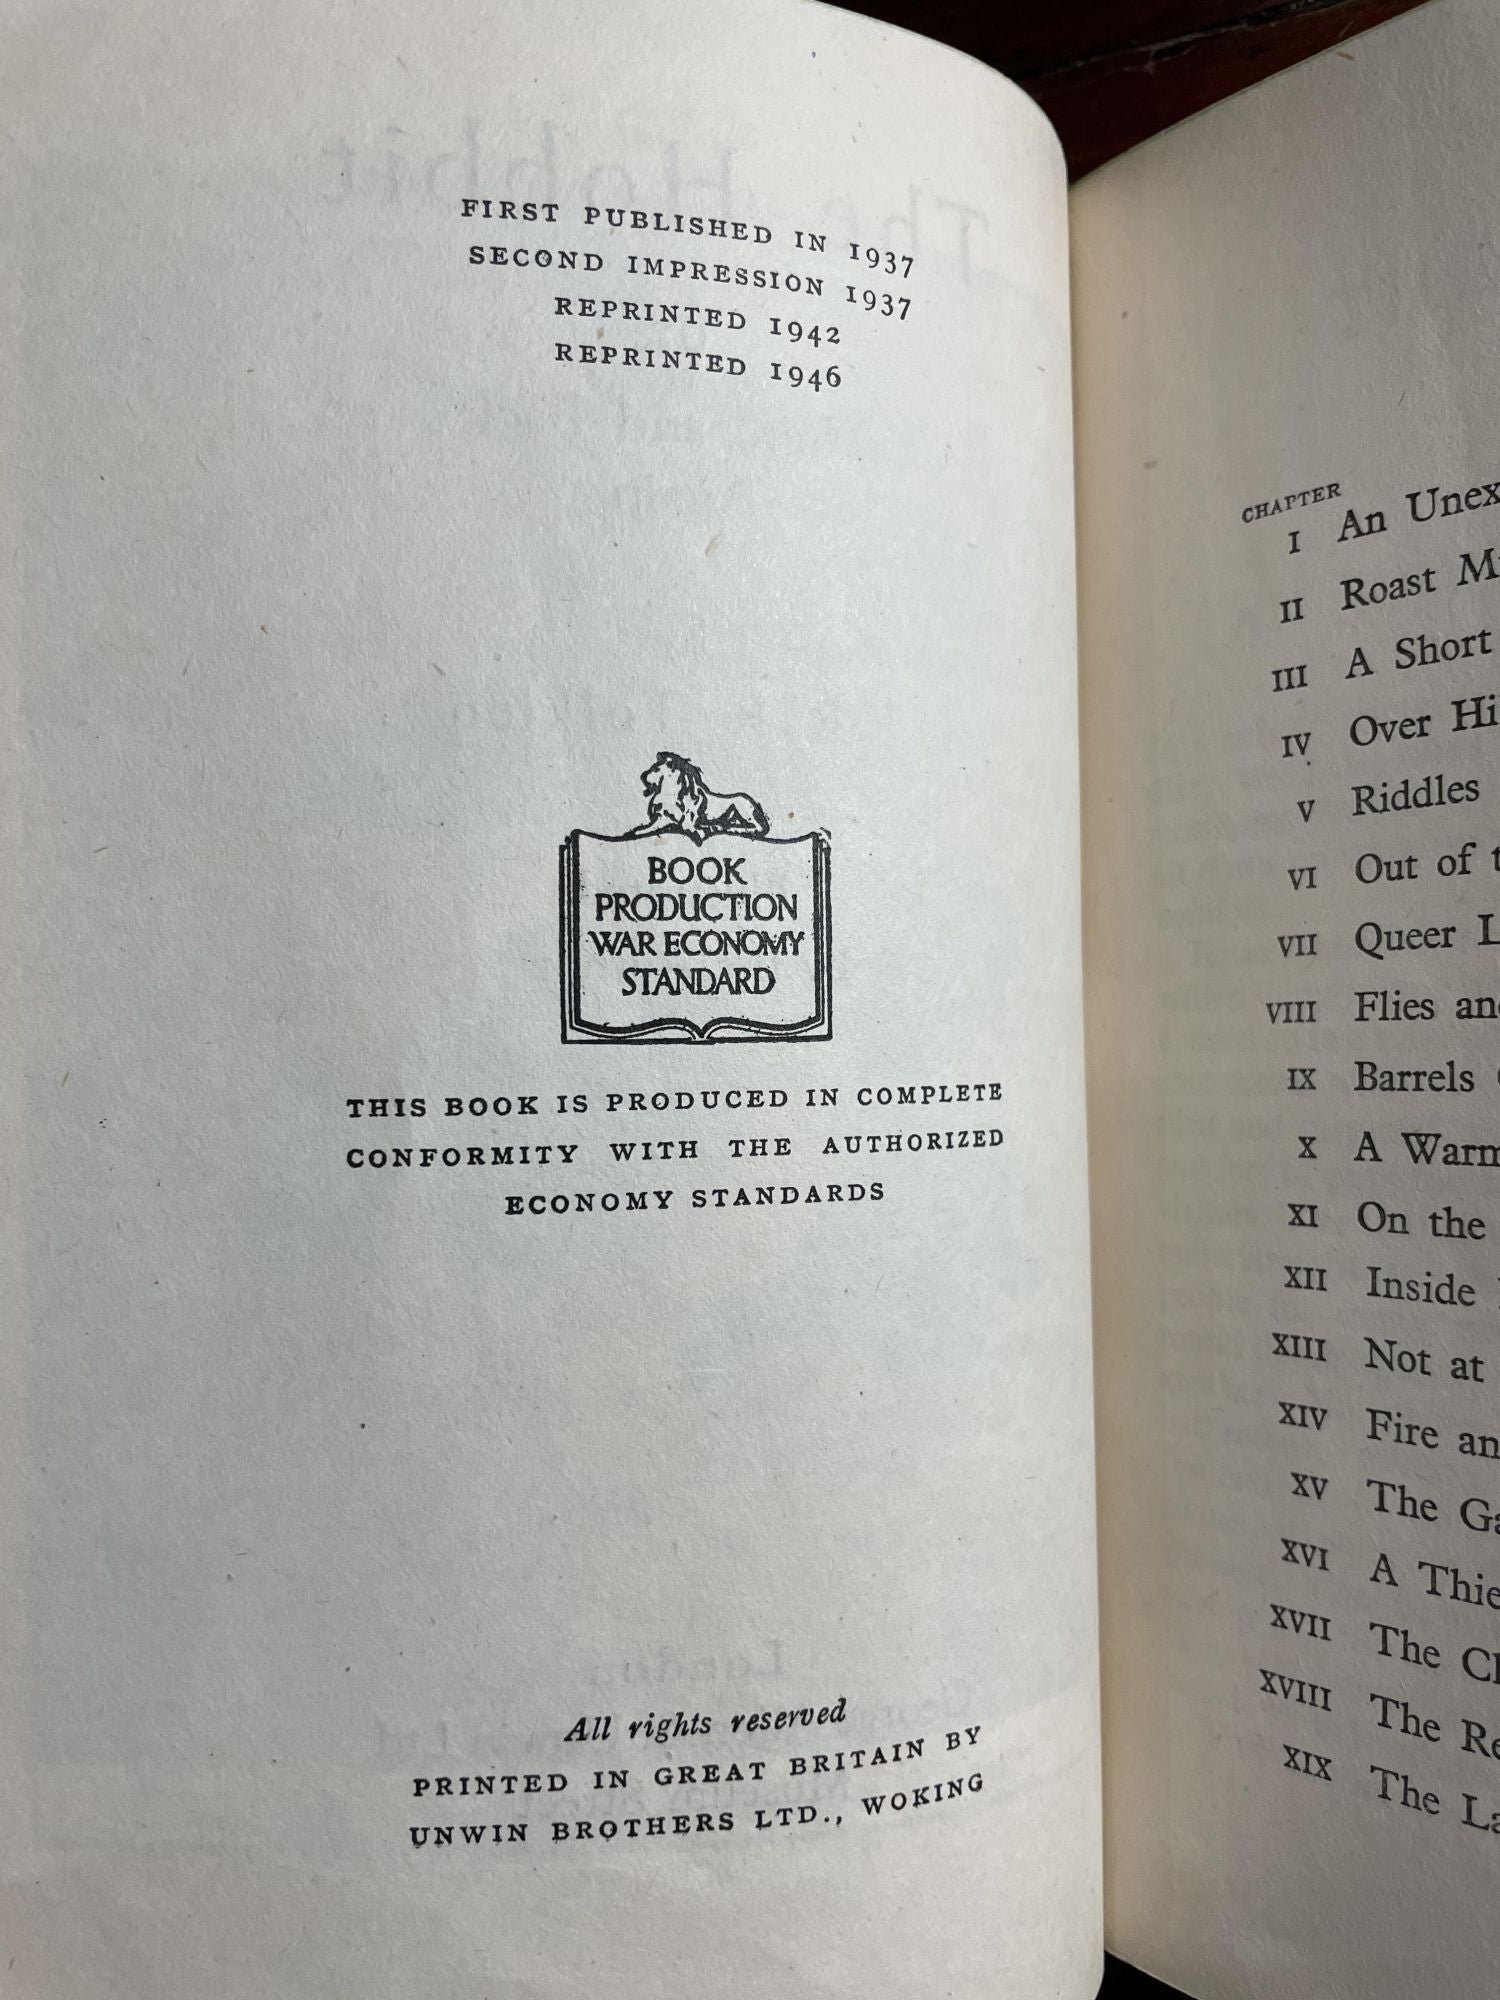 FIRST PUBLISHED IN 1937
SECOND IMPRESSION 1937
REPRINTED 1942
REPRINTED 1946
BOOK
PRODUCTION
WAR ECONOMY
STANDARD
THIS BOOK IS PRODUCED IN COMPLETE
CONFORMITY WITH THE AUTHORIZED
ECONOMY STANDARDS
All rights reserved
PRINTED IN GREAT BRITAIN BY
UNWIN BROTHERS LTD., WOKING
CHAPTER
I An
II Roast
III A Short
IV Over
V Riddles
VI Out of
VII Queer
VIII Flies
IX Barrels
X A
XI On the
XII Inside
XIII Not at
XIV Fire
XV The
XVI A
XVII The
XVIII The
XIX The